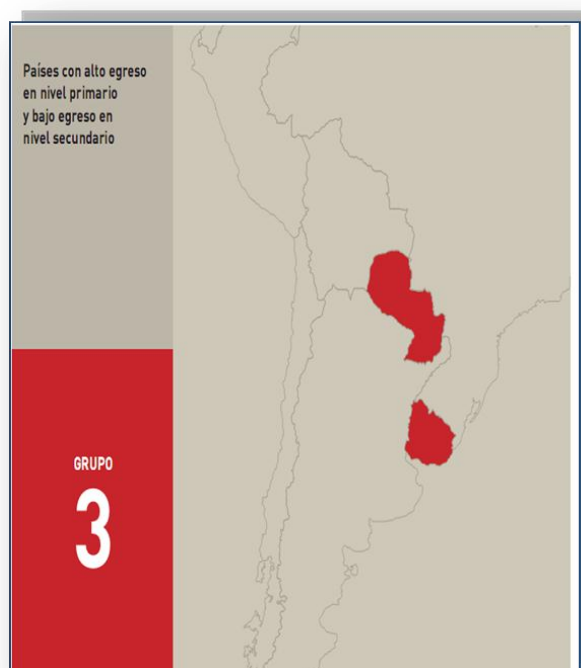 Países con alto egreso
en nivel primario
y bajo egreso en
nivel secundario
GRUPO
3